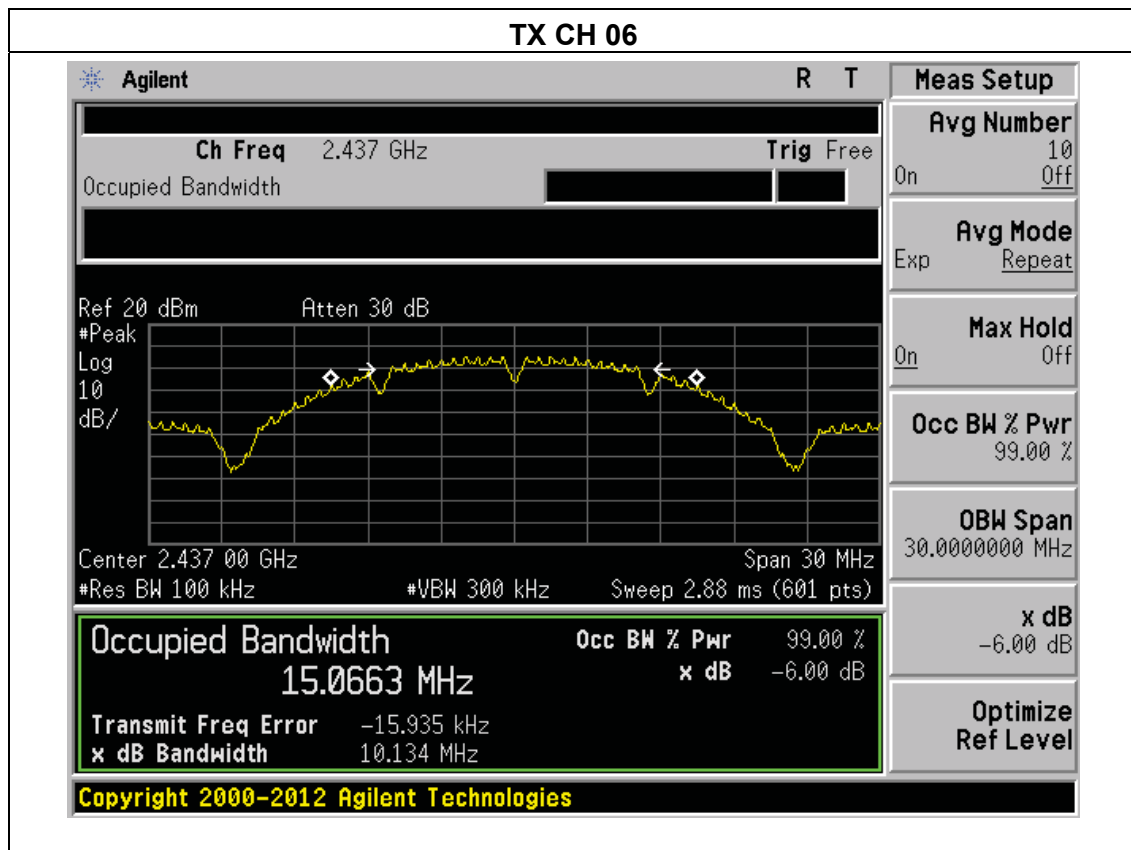 TX CH 06
Agilent R T Meas Setup
Ch Freq 2.437 GHz Trig Free
Occupied Bandwidth
Avg Number
10
On Off
Avg Mode
Exp Repeat
Max Hold
On Off
Occ BW % Pwr
99.00 %
OBW Span
30.0000000 MHz
x dB
-6.00 dB
Optimize
Ref Level
Ref 20 dBm Atten 30 dB
#Peak
Log
10
dB/
Center 2.437 00 GHz Span 30 MHz
#Res BW 100 kHz #VBW 300 kHz Sweep 2.88 ms (601 pts)
Occupied Bandwidth Occ BW % Pwr 99.00 %
15.0663 MHz x dB -6.00 dB
Transmit Freq Error -15.935 kHz
x dB Bandwidth 10.134 MHz
Copyright 2000-2012 Agilent Technologies